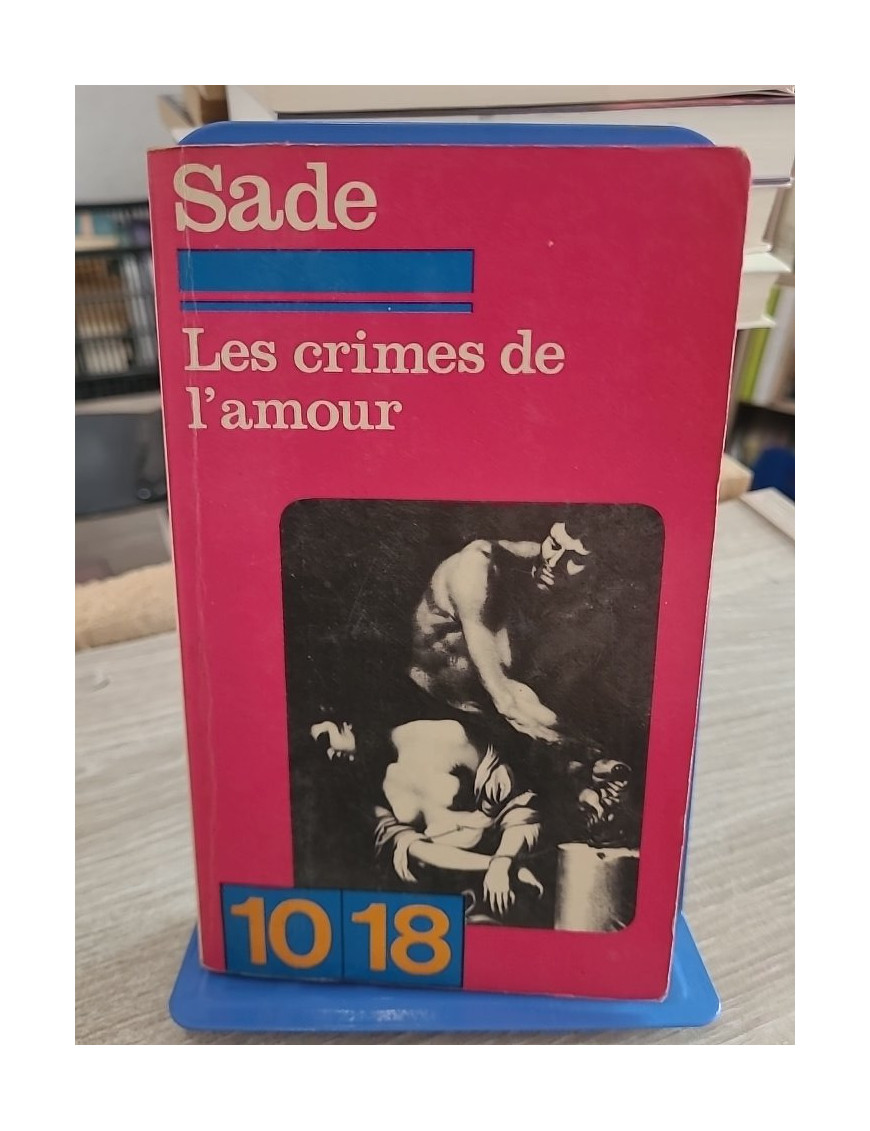 Sade
Les crimes de
l'amour
10 18